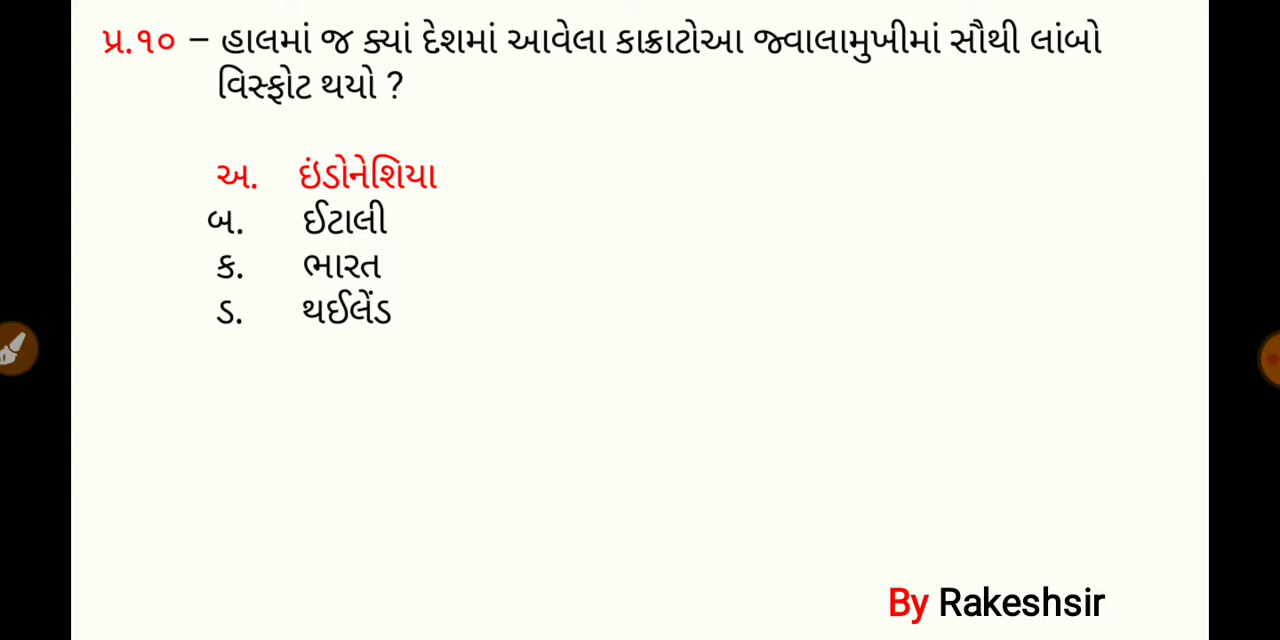 પ્ર.૧૦ – હાલમાં જ ક્યાં દેશમાં આવેલા કાક્રાટોઆ જ્વાલામુખીમાં સૌથી લાંબો
વિસ્ફોટ થયો ?
અ. ઇંડોનેશિયા
બ. ઈટાલી
ક. ભારત
ડ. થઈલેંડ
By Rakeshsir